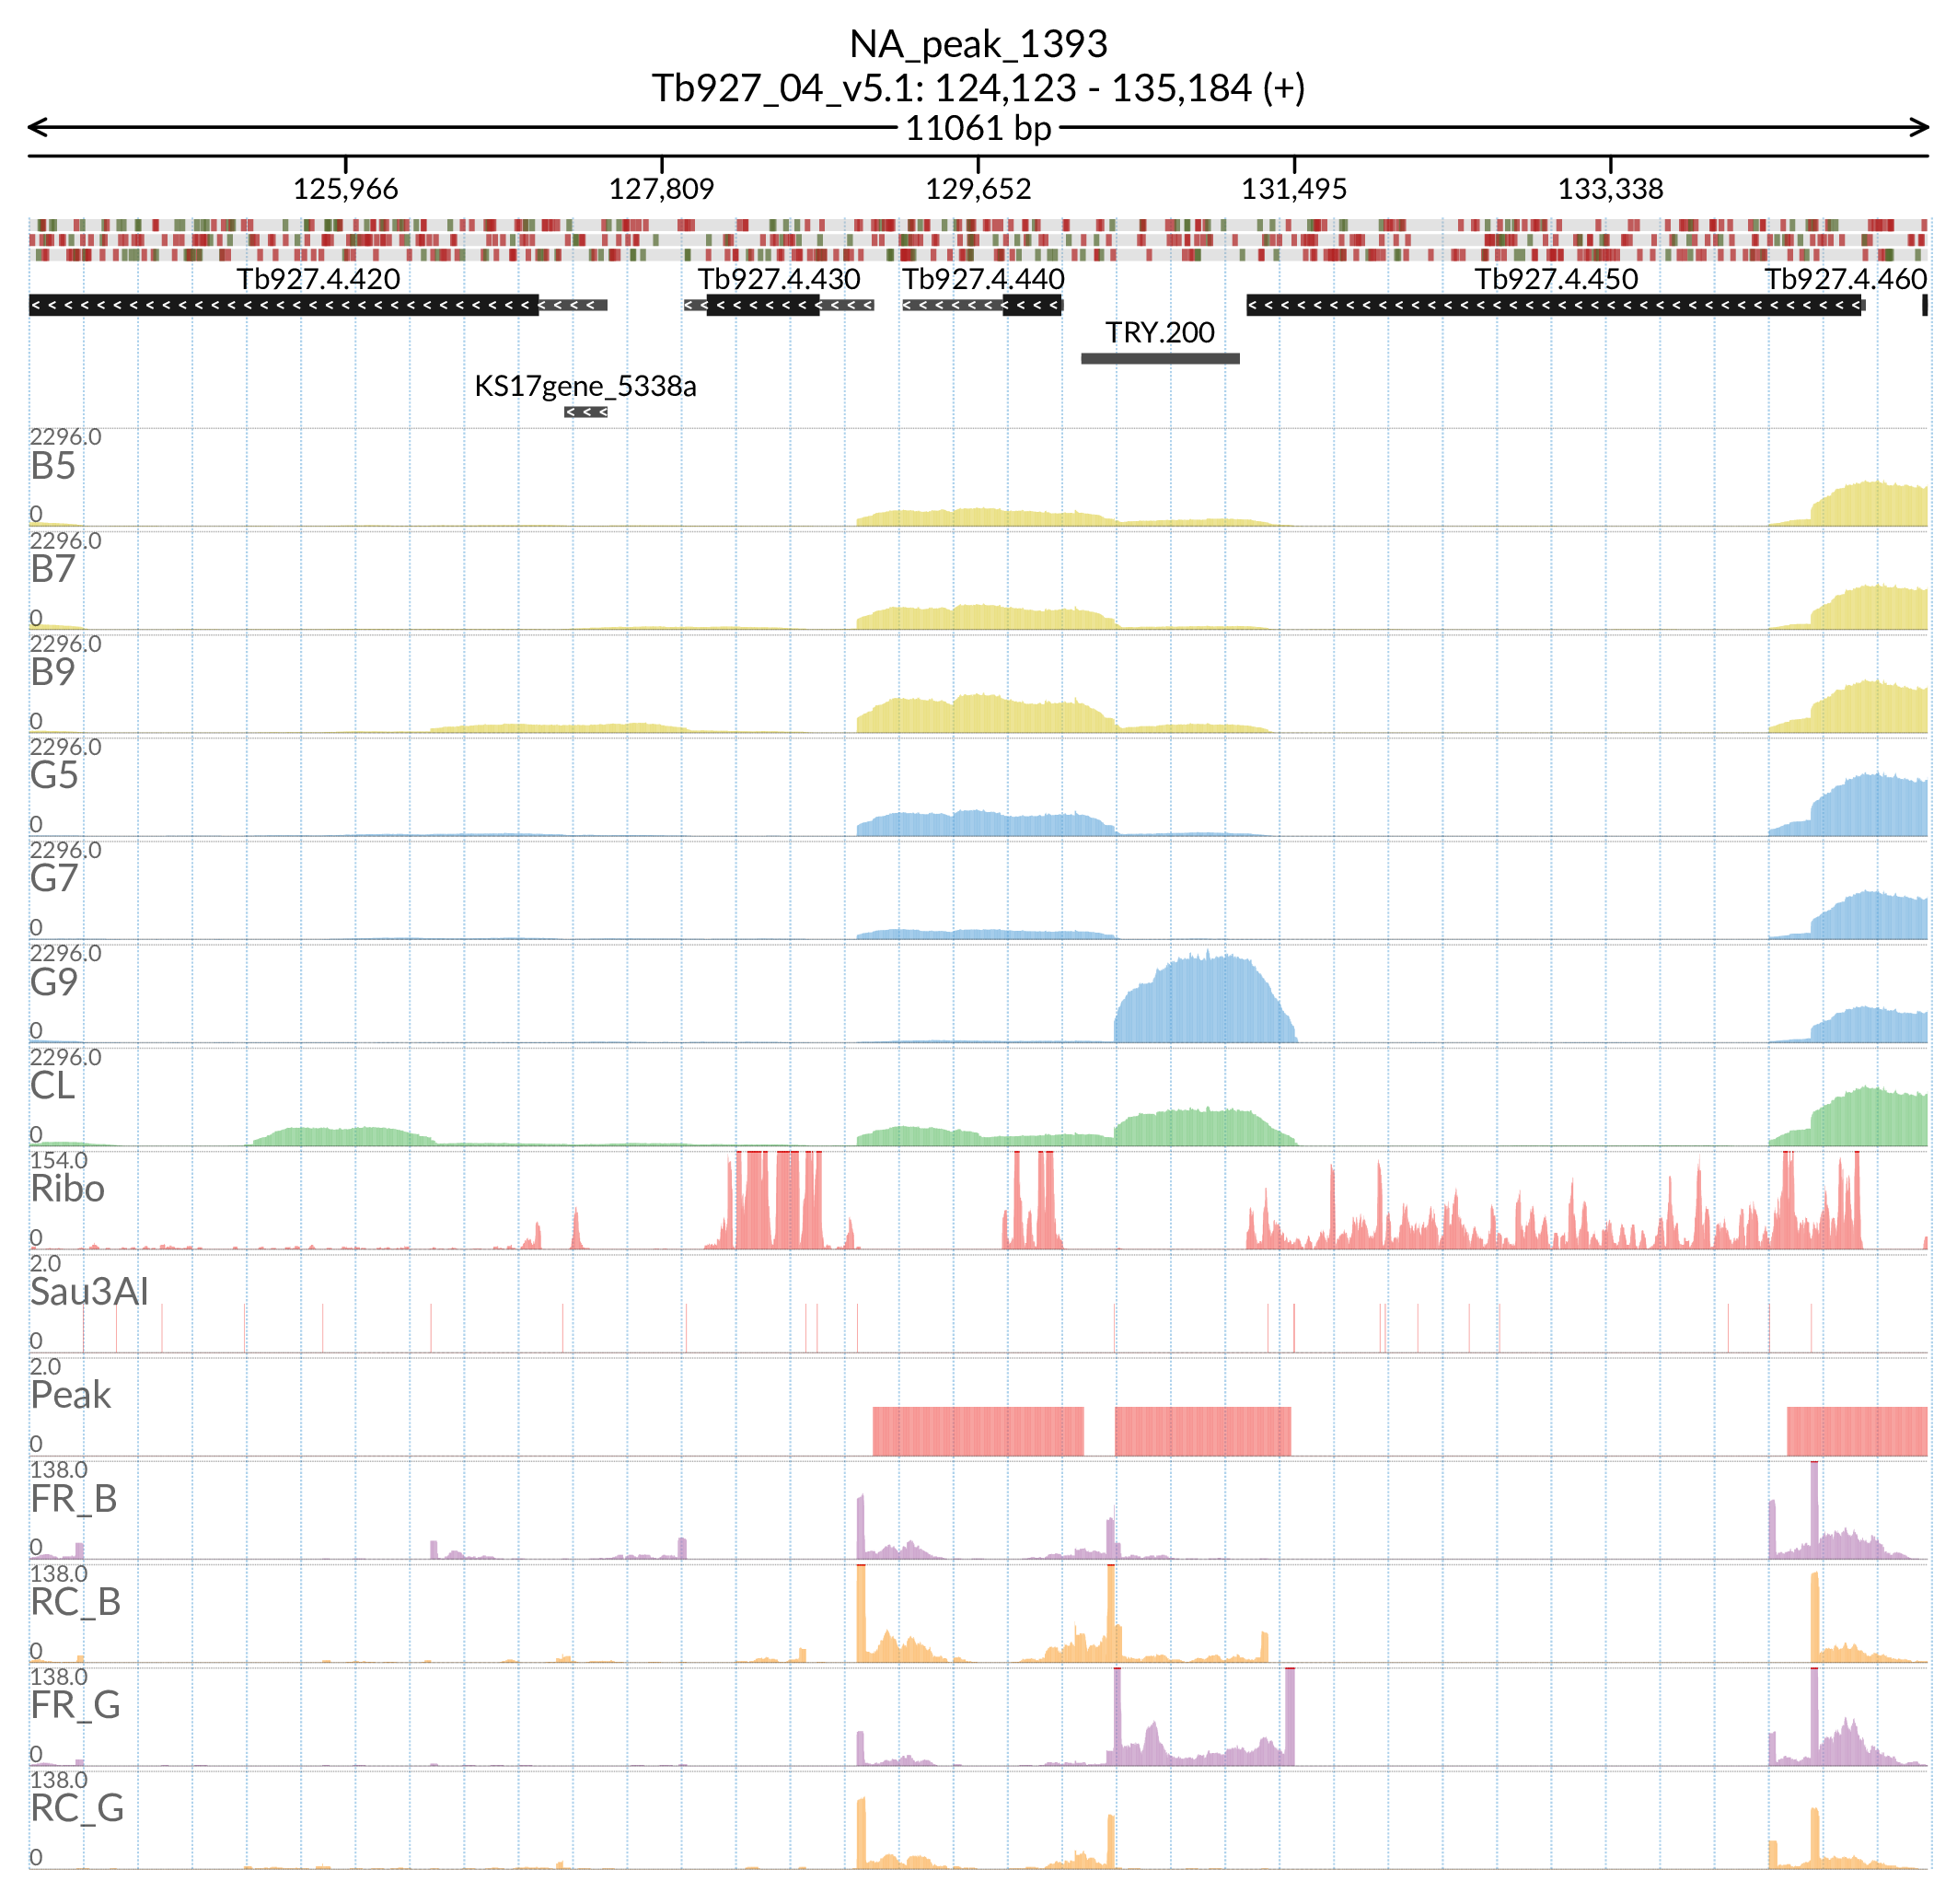 NA_peak_1393
Tb927_04_v5.1: 124,123 - 135,184 (+)
11061 bp
125,966 127,809 129,652 131,495 133,338
Tb927.4.420 Tb927.4.430 Tb927.4.440 Tb927.4.450 Tb927.4.460
TRY.200
KS17gene_5338a
2296.0
B5
0
2296.0
B7
0
2296.0
B9
0
2296.0
G5
0
2296.0
G7
0
2296.0
G9
0
2296.0
CL
0
154.0
Ribo
0
2.0
Sau3AI
0
2.0
Peak
0
138.0
FR_B
0
138.0
RC_B
0
138.0
FR_G
0
138.0
RC_G
0